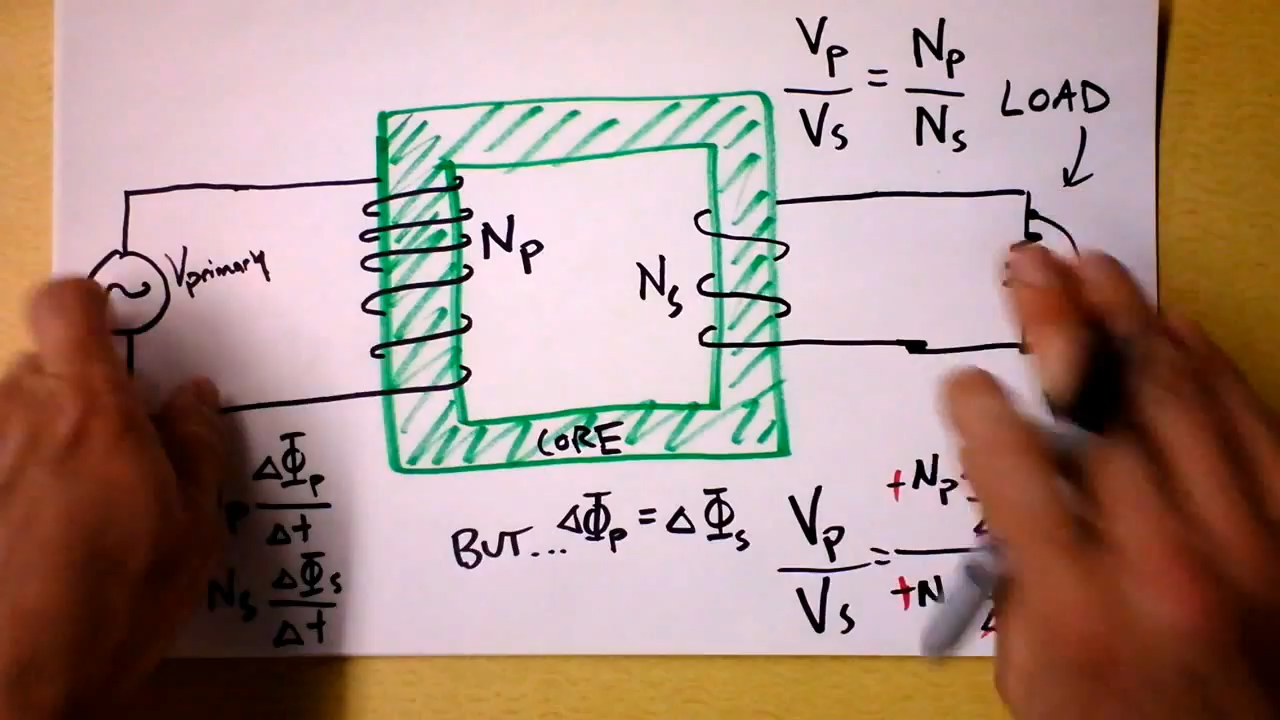 Vp/Vs = Np/Ns
LOAD
Vprimary
Np
Ns
CORE
ΔΦp/Δt
Ns ΔΦs/Δt
BUT... ΔΦp = ΔΦs
Vp/Vs = +Np/+N